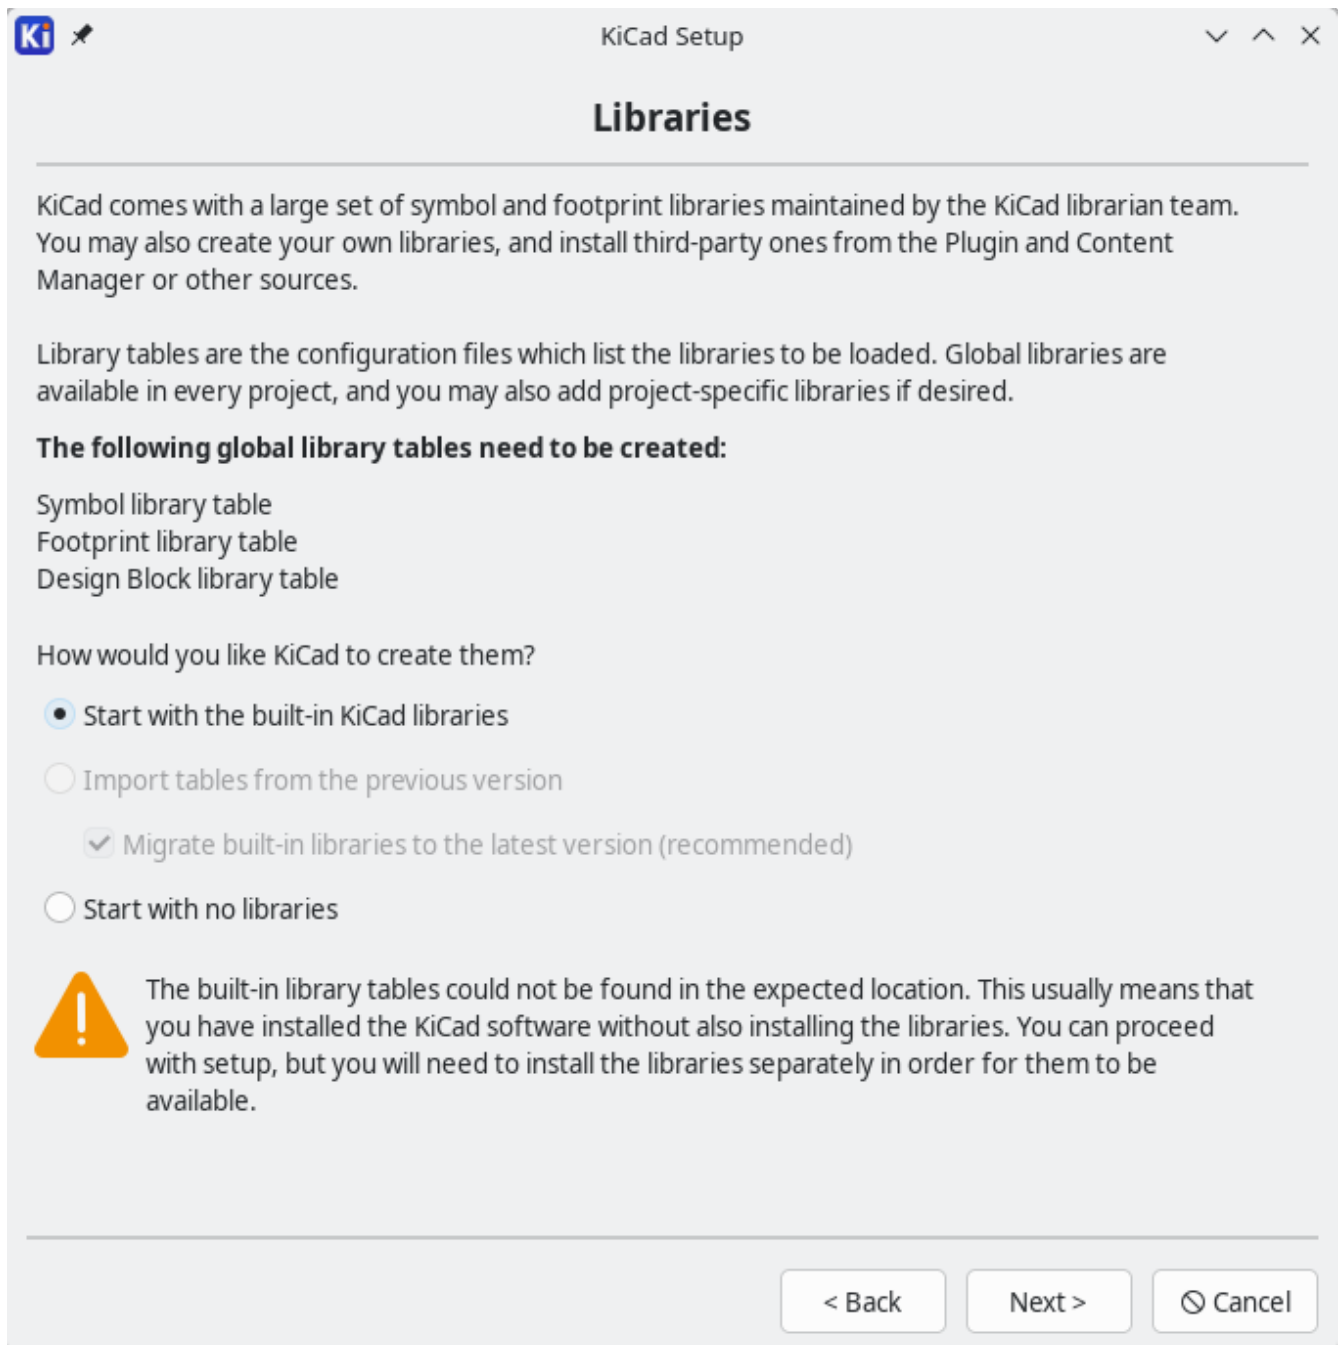 Ki
KiCad Setup
Libraries
KiCad comes with a large set of symbol and footprint libraries maintained by the KiCad librarian team.
You may also create your own libraries, and install third-party ones from the Plugin and Content
Manager or other sources.
Library tables are the configuration files which list the libraries to be loaded. Global libraries are
available in every project, and you may also add project-specific libraries if desired.
The following global library tables need to be created:
Symbol library table
Footprint library table
Design Block library table
How would you like KiCad to create them?
Start with the built-in KiCad libraries
Import tables from the previous version
Migrate built-in libraries to the latest version (recommended)
Start with no libraries
The built-in library tables could not be found in the expected location. This usually means that
you have installed the KiCad software without also installing the libraries. You can proceed
with setup, but you will need to install the libraries separately in order for them to be
available.
< Back
Next >
Cancel